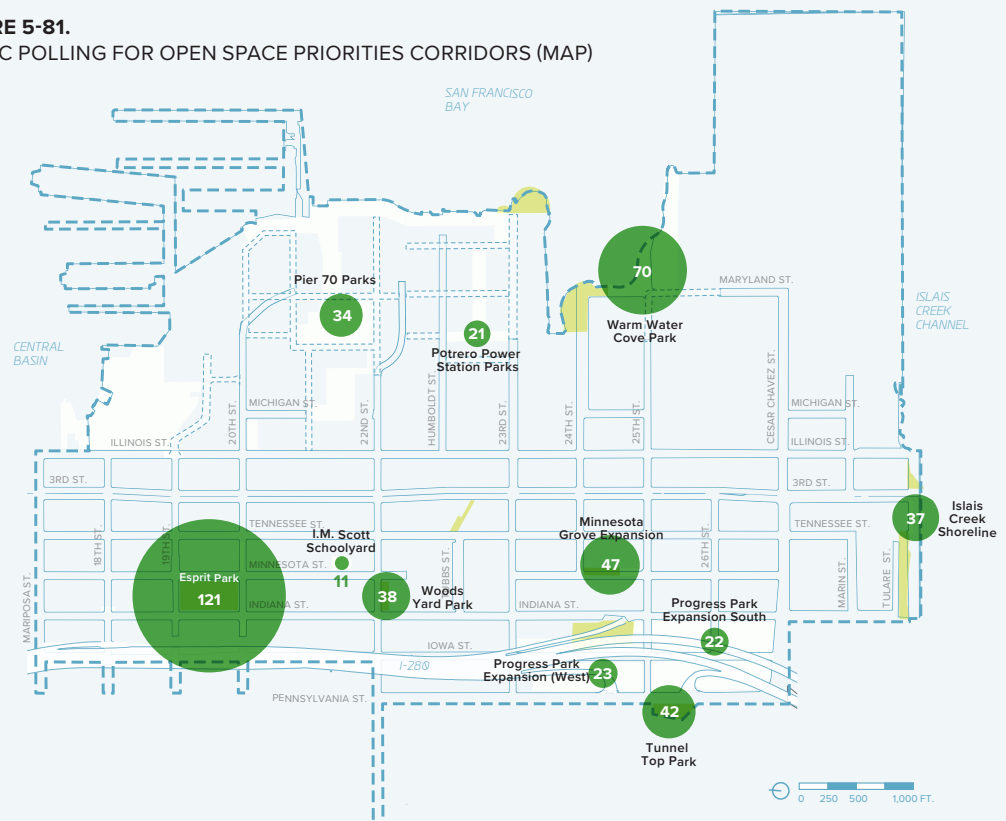 RE 5-81.
C POLLING FOR OPEN SPACE PRIORITIES CORRIDORS (MAP)
SAN FRANCISCO
BAY
Pier 70 Parks
34
21
Potrero Power
Station Parks
70
Warm Water
Cove Park
MARYLAND ST.
ISLAIS
CREEK
CHANNEL
CENTRAL
BASIN
MICHIGAN ST.
MICHIGAN ST.
20TH ST.
22ND ST.
HUMBOLDT ST.
23RD ST.
24TH ST.
25TH ST.
CESAR CHAVEZ ST.
ILLINOIS ST.
ILLINOIS ST.
3RD ST.
3RD ST.
TENNESSEE ST.
TENNESSEE ST.
18TH ST.
19TH ST.
MARIPOSA ST.
I.M. Scott
Schoolyard
11
MINNESOTA ST.
Minnesota
Grove Expansion
47
26TH ST.
37
Islais
Creek
Shoreline
Esprit Park
121
INDIANA ST.
38
Woods
Yard Park
INDIANA ST.
MARIN ST.
TULARE ST.
Progress Park
Expansion South
22
IOWA ST.
I-280
Progress Park
Expansion (West)
23
PENNSYLVANIA ST.
42
Tunnel
Top Park
0 250 500 1,000 FT.